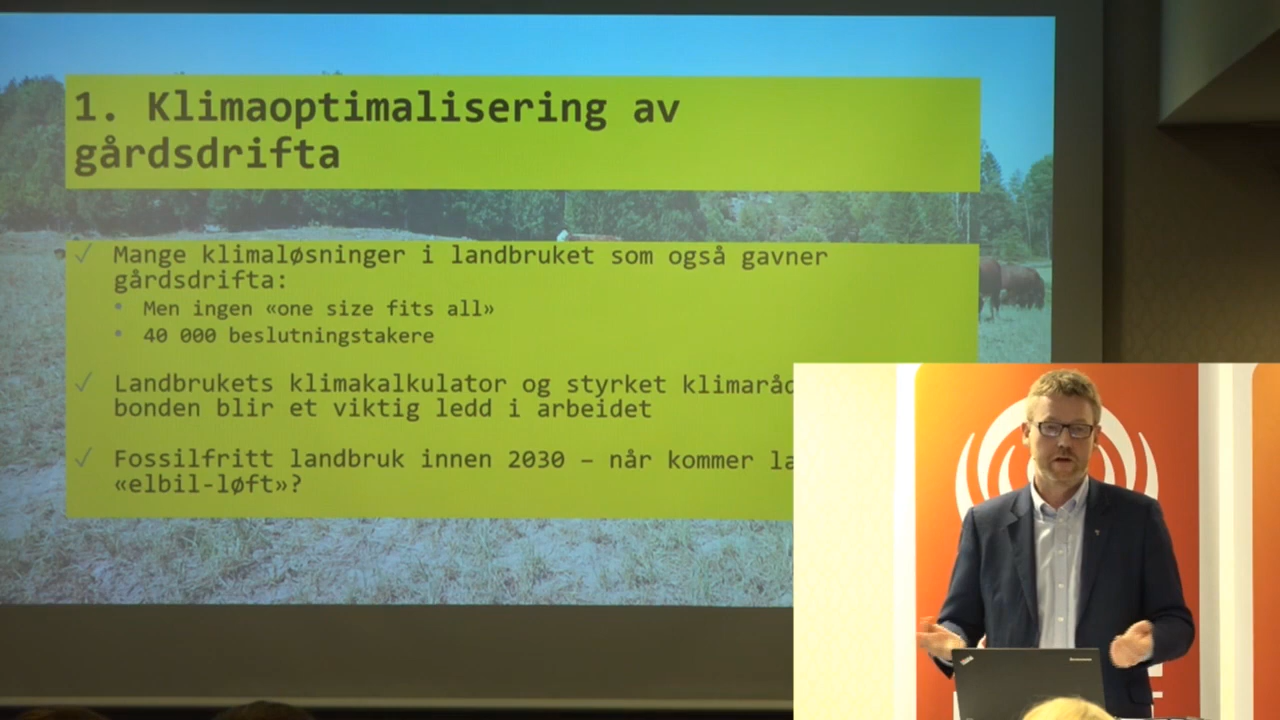 1. Klimaoptimalisering av
gårdsdrifta
✓ Mange klimaløsninger i landbruket som også gavner
gårdsdrifta:
• Men ingen «one size fits all»
• 40 000 beslutningstakere
✓ Landbrukets klimakalkulator og styrket
bonden blir et viktig ledd i arbeidet
✓ Fossilfritt landbruk innen 2030 – når kommer
«elbil-løft»?